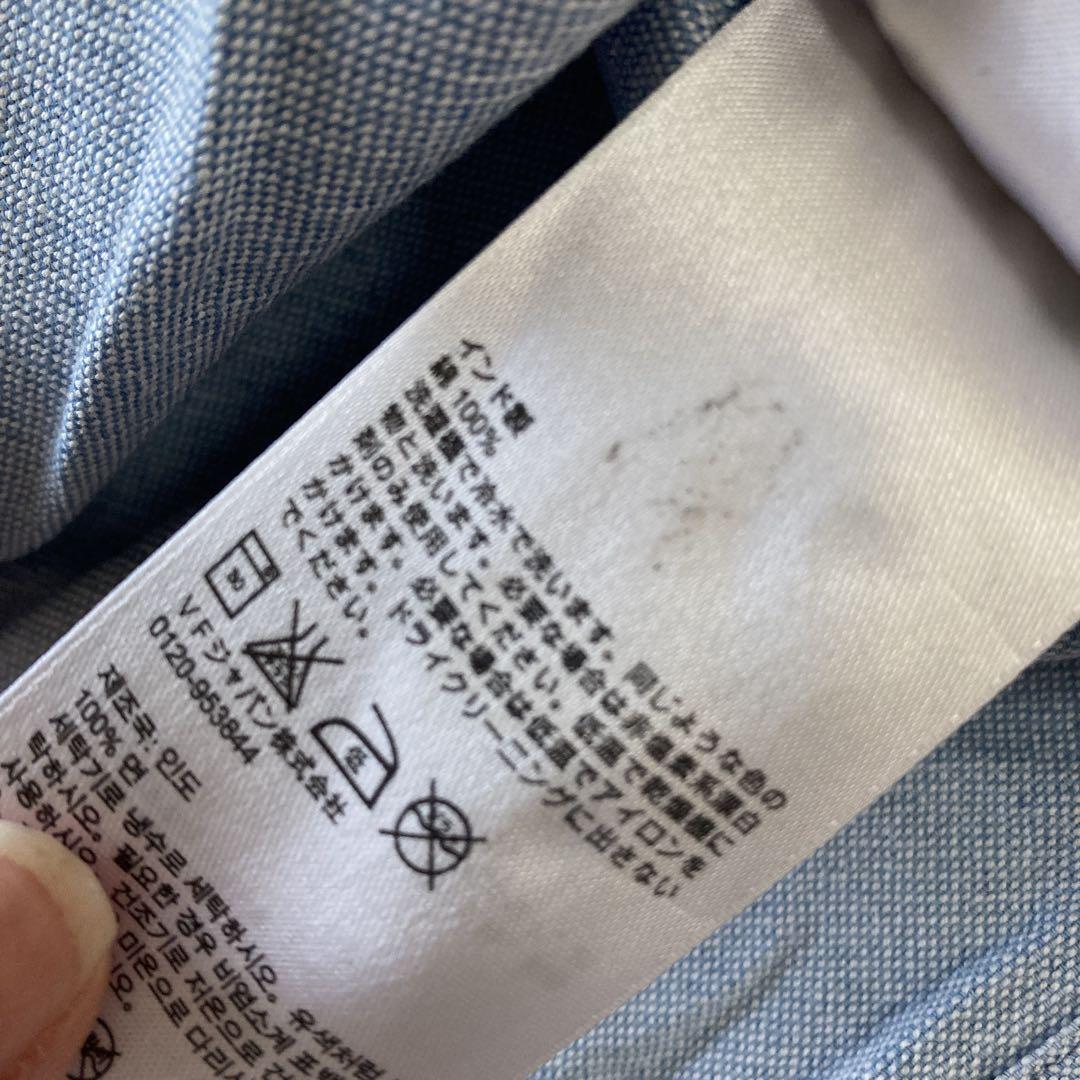 インド製
綿 100%
洗濯機で冷水で洗います。同じような色の
物と洗います。必要な場合は非塩素系漂白
剤のみ使用してください。低温で乾燥機に
かけます。必要な場合は低温でアイロンを
かけます。ドライクリーニングに出さない
でください。
30
低
ドライ
VFジャパン株式会社
0120-953844
제조국: 인도
100% 면
세탁기로 냉수로 세탁하시오. 유색처럼
탁하시오. 필요한 경우 비염소계 표
사용하시오 건조기로 저온으로
미온으로 다리
오.